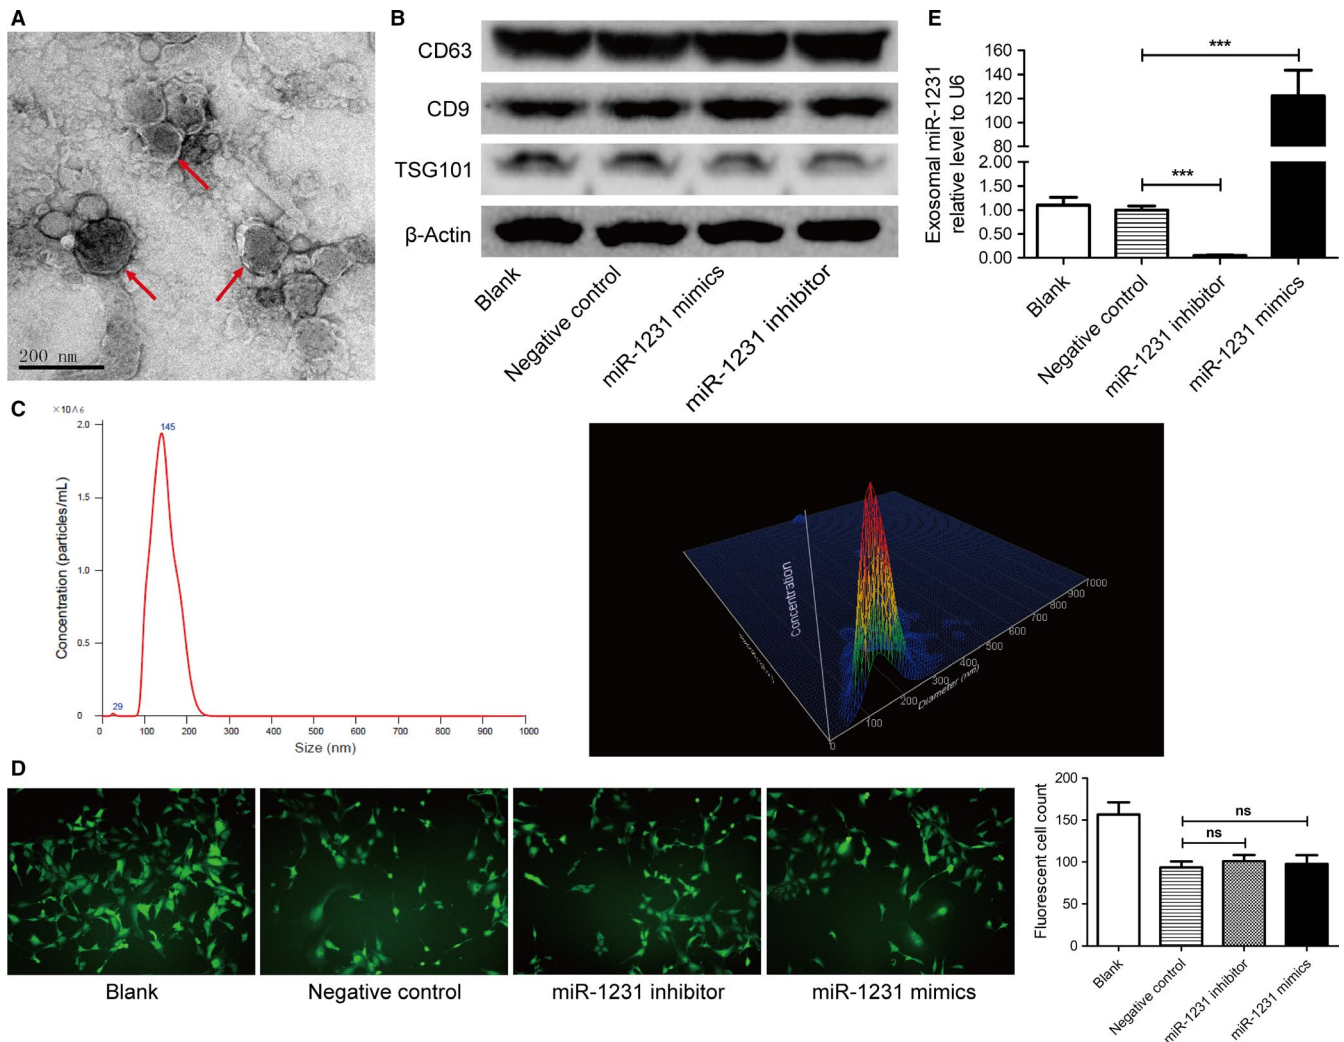 A
200 nm
B
CD63
CD9
TSG101
β-Actin
Blank
Negative control
miR-1231 mimics
miR-1231 inhibitor
E
Exosomal miR-1231
relative level to U6
160
140
120
100
80
2.00
1.50
1.00
0.50
0.00
***
***
Blank
Negative control
miR-1231 inhibitor
miR-1231 mimics
C
×10∧6
Concentration (particles/mL)
2.0
1.5
1.0
0.5
0
145
29
0 100 200 300 400 500 600 700 800 900 1000
Size (nm)
Concentration
Diameter (nm)
0
100
200
300
400
500
600
700
800
900
1000
D
Blank
Negative control
miR-1231 inhibitor
miR-1231 mimics
Fluorescent cell count
200
150
100
50
0
ns
ns
Blank
Negative control
miR-1231 inhibitor
miR-1231 mimics